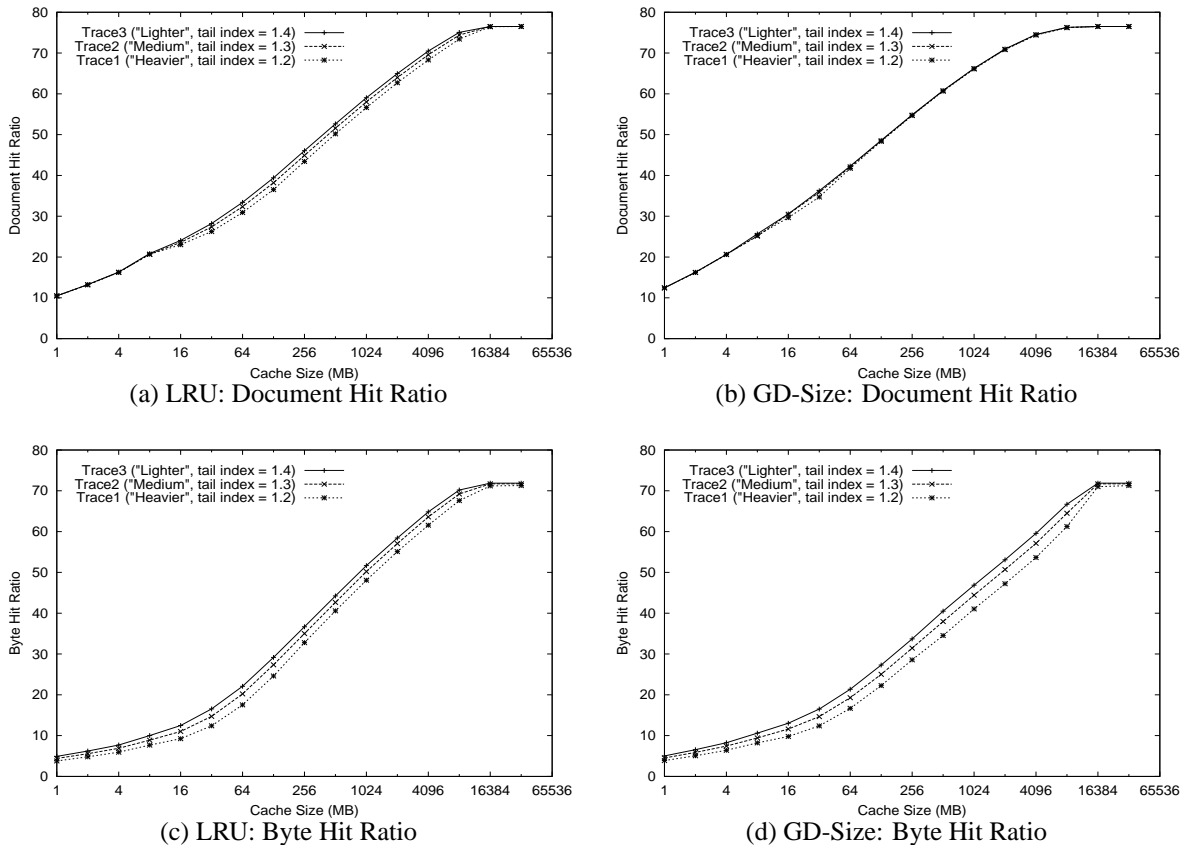 80
70
60
50
40
30
20
10
0
Document Hit Ratio
Trace3 ("Lighter", tail index = 1.4)
Trace2 ("Medium", tail index = 1.3)
Trace1 ("Heavier", tail index = 1.2)
1 4 16 64 256 1024 4096 16384 65536
Cache Size (MB)
(a) LRU: Document Hit Ratio
80
70
60
50
40
30
20
10
0
Document Hit Ratio
Trace3 ("Lighter", tail index = 1.4)
Trace2 ("Medium", tail index = 1.3)
Trace1 ("Heavier", tail index = 1.2)
1 4 16 64 256 1024 4096 16384 65536
Cache Size (MB)
(b) GD-Size: Document Hit Ratio
80
70
60
50
40
30
20
10
0
Byte Hit Ratio
Trace3 ("Lighter", tail index = 1.4)
Trace2 ("Medium", tail index = 1.3)
Trace1 ("Heavier", tail index = 1.2)
1 4 16 64 256 1024 4096 16384 65536
Cache Size (MB)
(c) LRU: Byte Hit Ratio
80
70
60
50
40
30
20
10
0
Byte Hit Ratio
Trace3 ("Lighter", tail index = 1.4)
Trace2 ("Medium", tail index = 1.3)
Trace1 ("Heavier", tail index = 1.2)
1 4 16 64 256 1024 4096 16384 65536
Cache Size (MB)
(d) GD-Size: Byte Hit Ratio